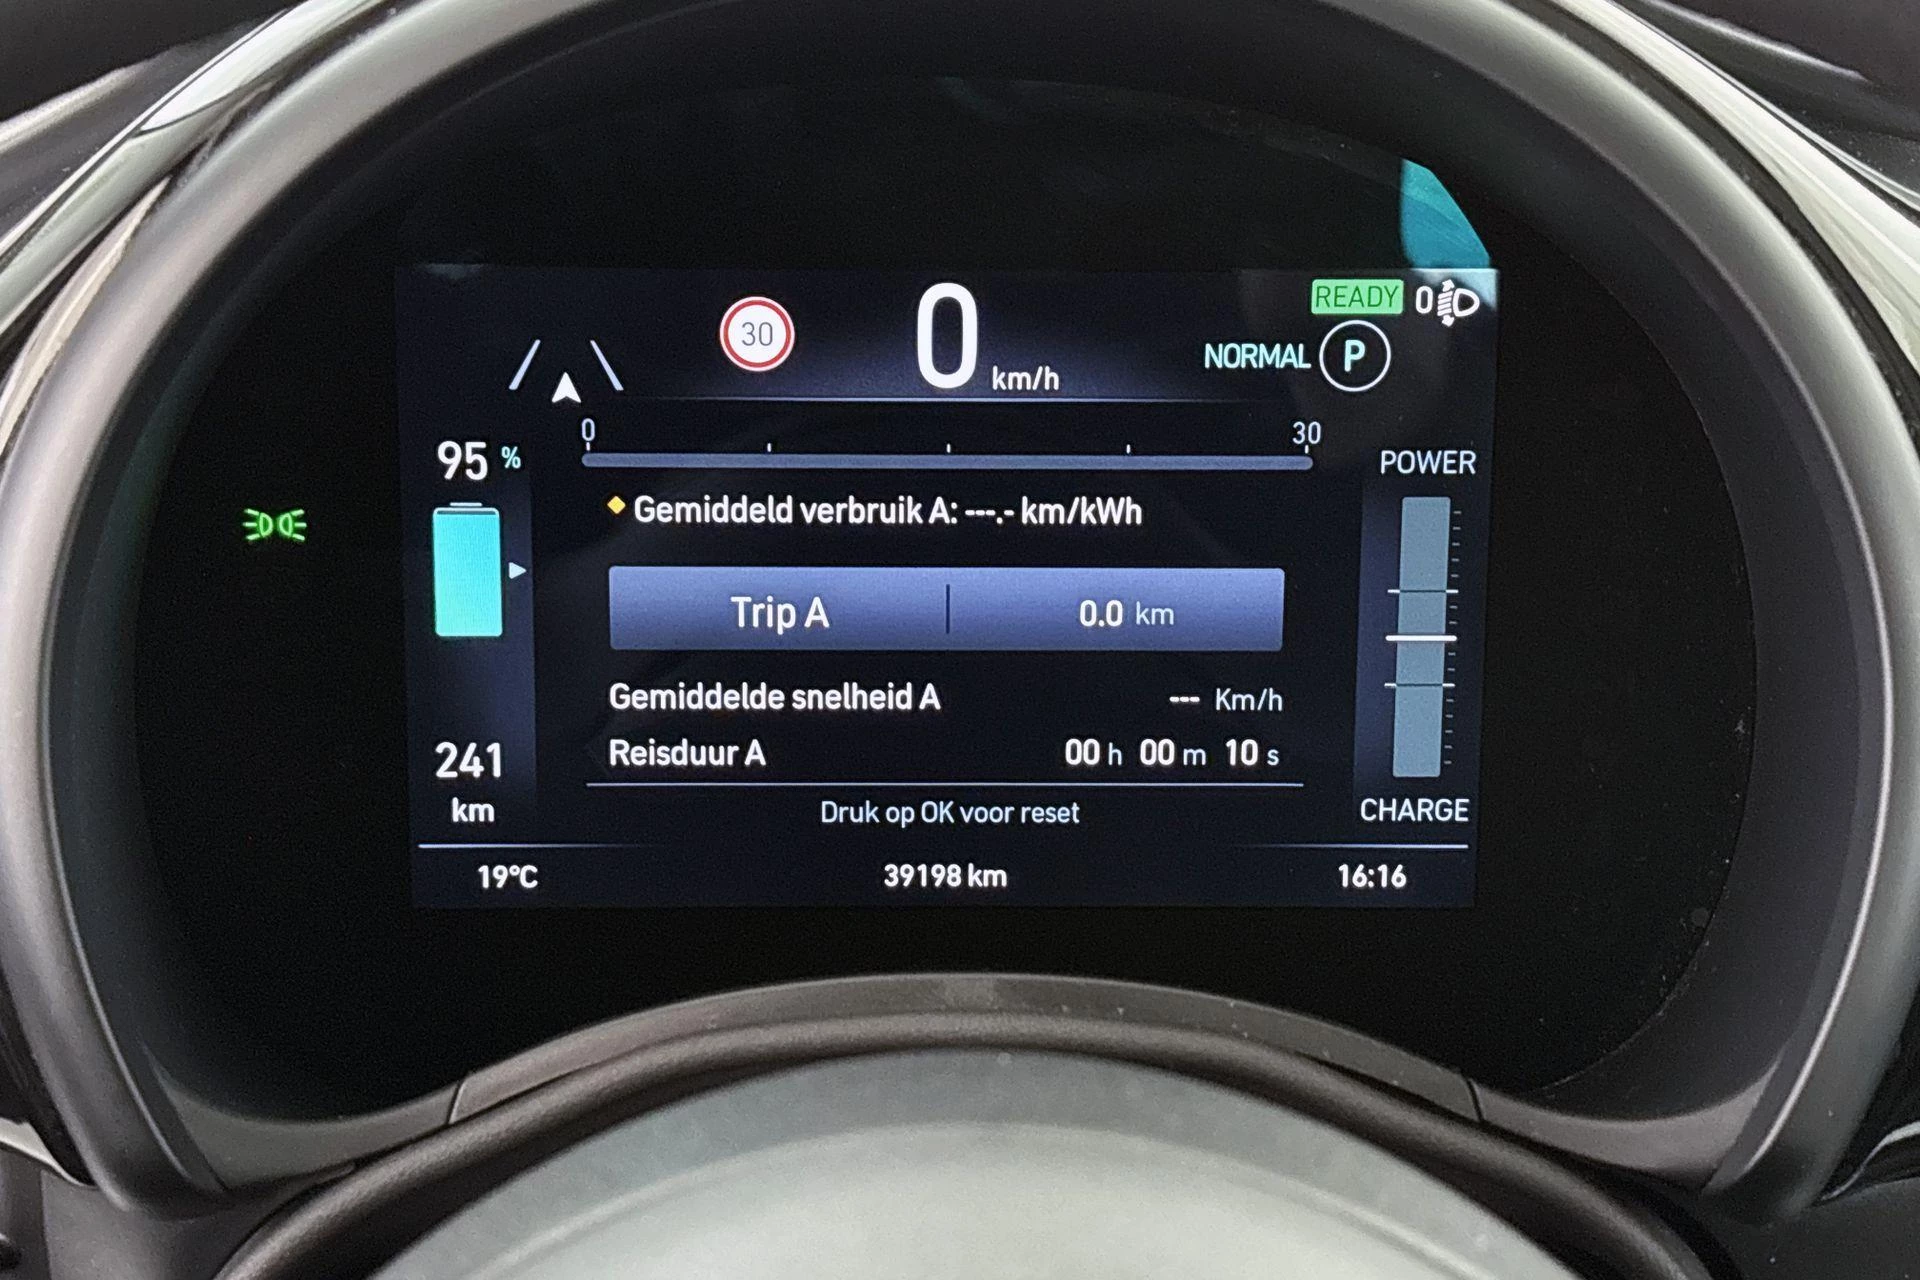 READY 0
30
0 km/h
NORMAL P
0 30
95 %
POWER
Gemiddeld verbruik A: ---.- km/kWh
Trip A 0.0 km
Gemiddelde snelheid A --- Km/h
Reisduur A 00 h 00 m 10 s
241
km
Druk op OK voor reset
CHARGE
19°C 39198 km 16:16